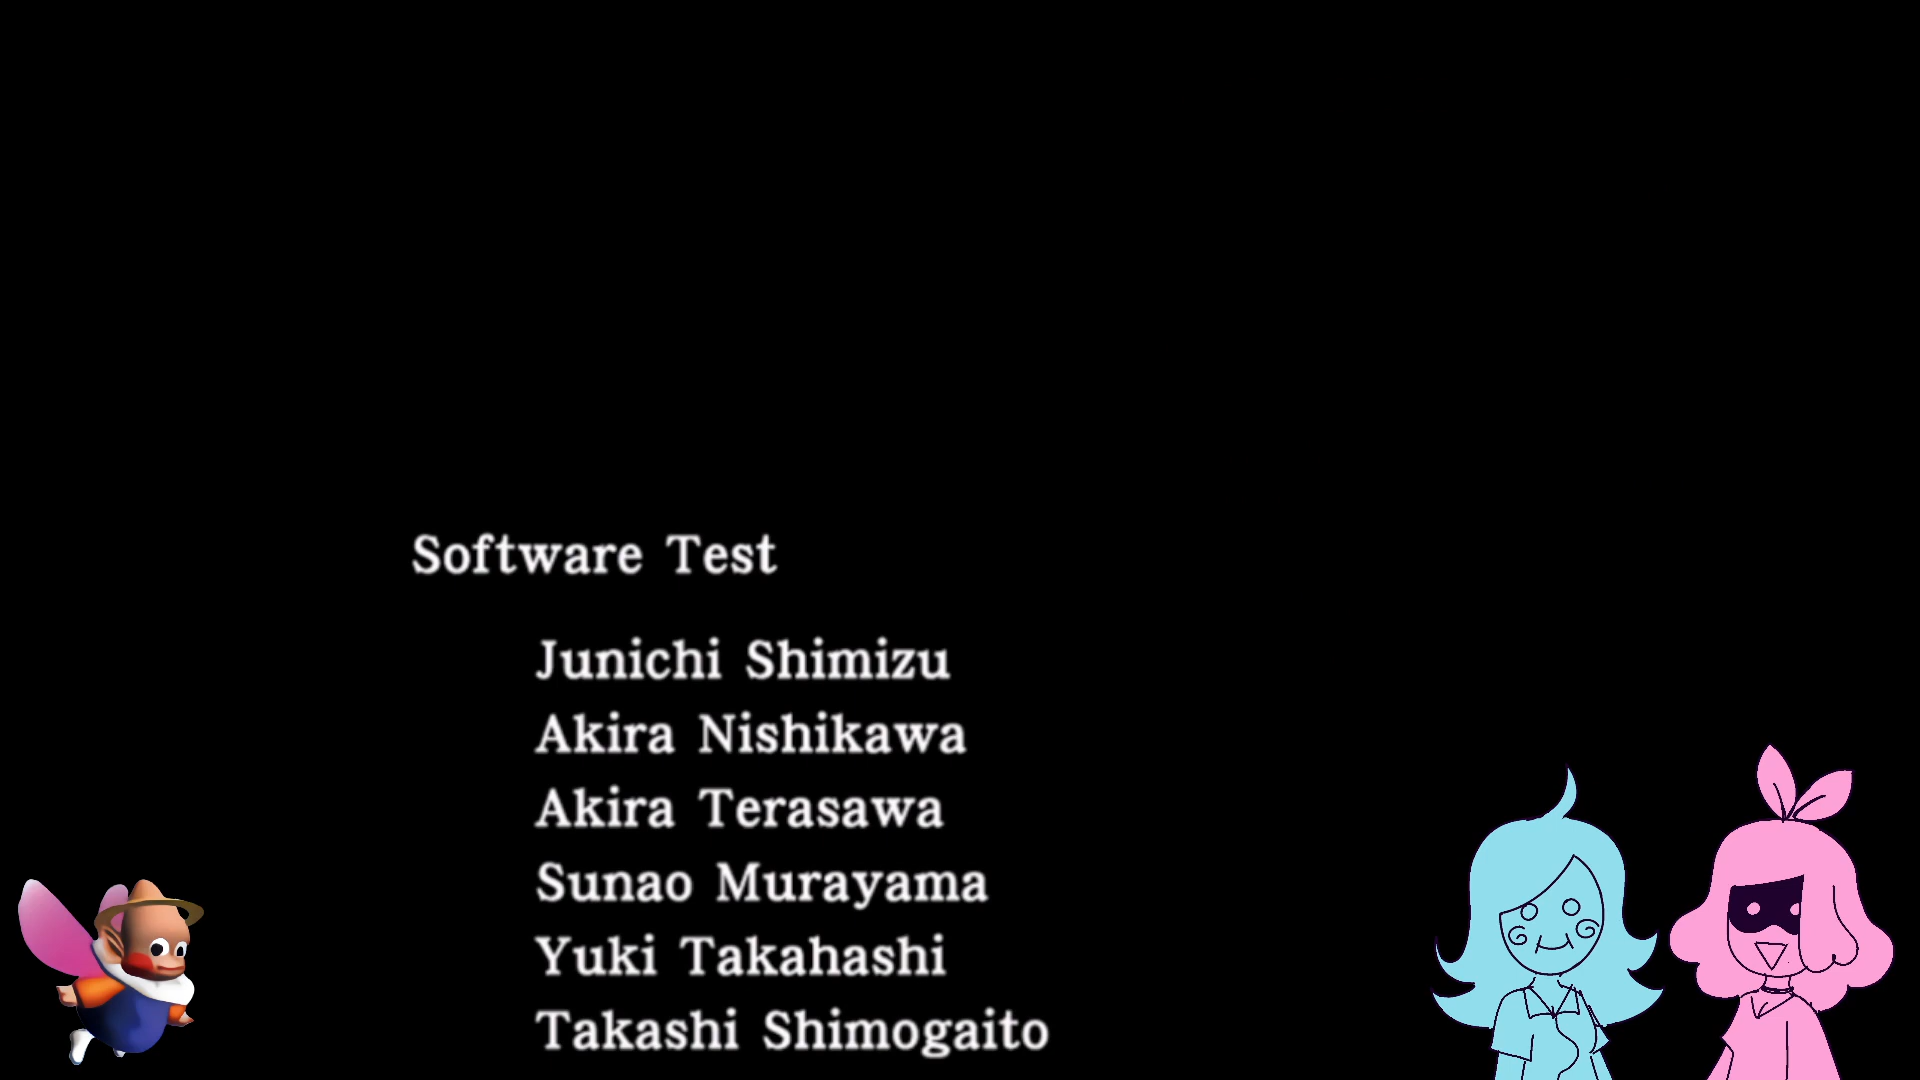 Software Test
Junichi Shimizu
Akira Nishikawa
Akira Terasawa
Sunao Murayama
Yuki Takahashi
Takashi Shimogaito